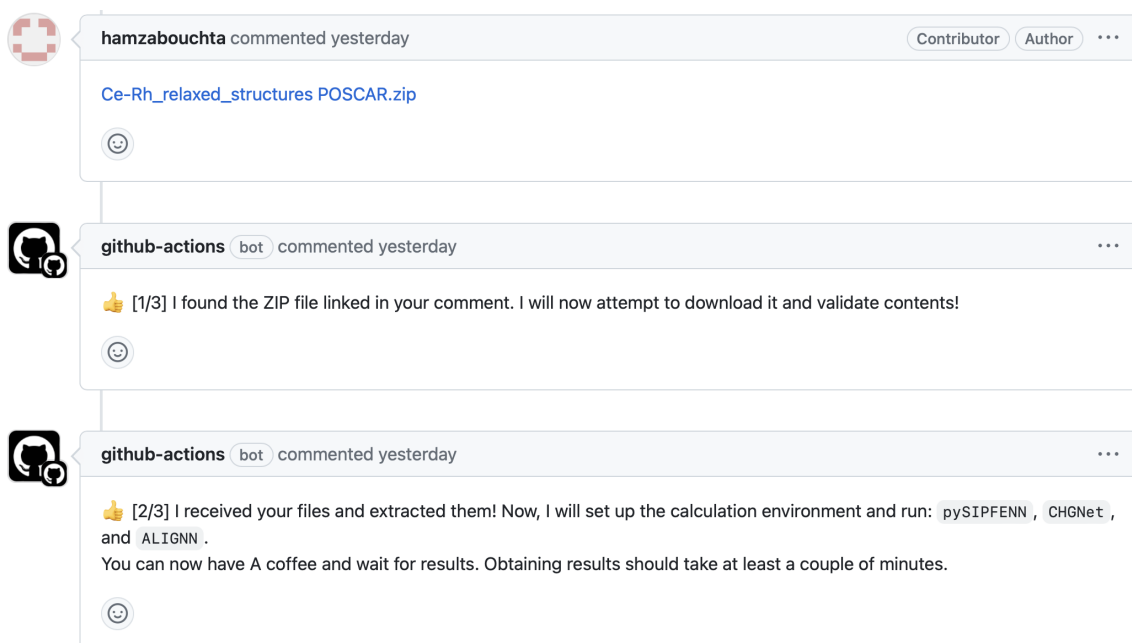 hamzabouchta commented yesterday Contributor Author ...
Ce-Rh_relaxed_structures POSCAR.zip
github-actions bot commented yesterday ...
👍 [1/3] I found the ZIP file linked in your comment. I will now attempt to download it and validate contents!
github-actions bot commented yesterday ...
👍 [2/3] I received your files and extracted them! Now, I will set up the calculation environment and run: pySIPFENN, CHGNet,
and ALIGNN.
You can now have A coffee and wait for results. Obtaining results should take at least a couple of minutes.